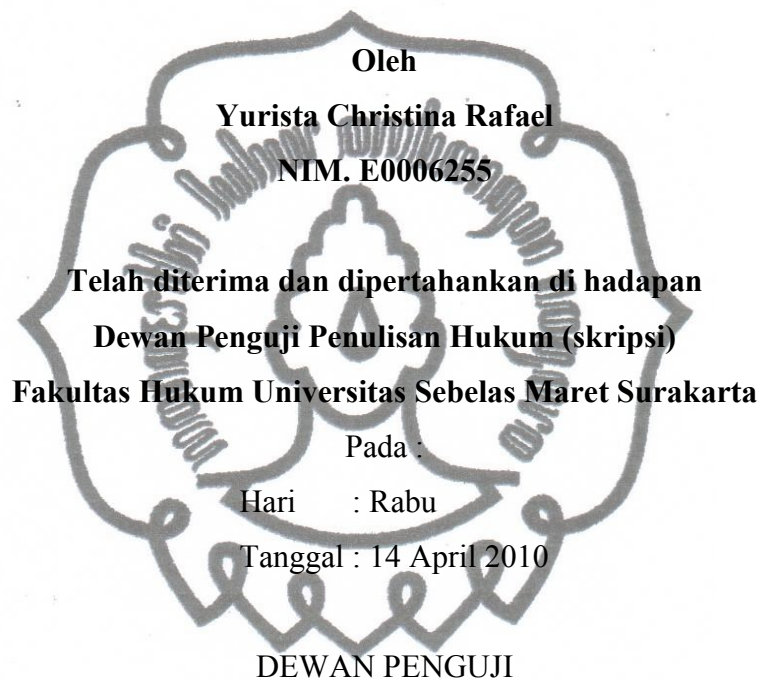 Oleh
Yurista Christina Rafael
NIM. E0006255
Telah diterima dan dipertahankan di hadapan
Dewan Penguji Penulisan Hukum (skripsi)
Fakultas Hukum Universitas Sebelas Maret Surakarta
Pada :
Hari : Rabu
Tanggal : 14 April 2010
DEWAN PENGUJI